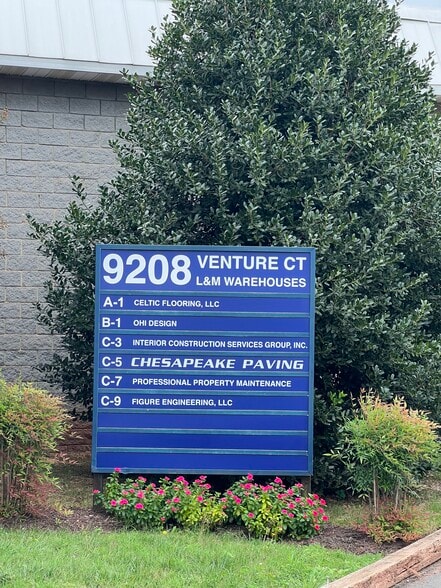 9208 VENTURE CT
L&M WAREHOUSES
A-1 CELTIC FLOORING, LLC
B-1 OHI DESIGN
C-3 INTERIOR CONSTRUCTION SERVICES GROUP, INC.
C-5 CHESAPEAKE PAVING
C-7 PROFESSIONAL PROPERTY MAINTENANCE
C-9 FIGURE ENGINEERING, LLC